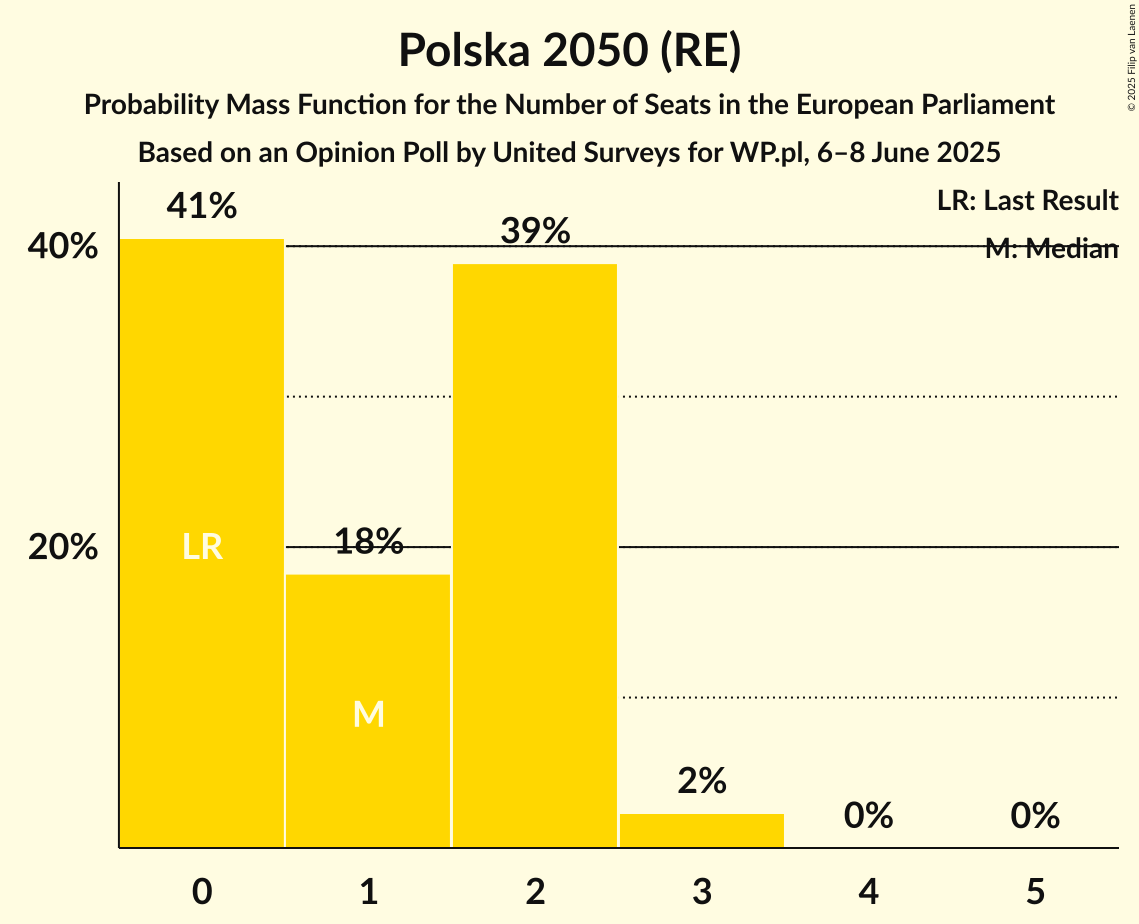 Polska 2050 (RE)
Probability Mass Function for the Number of Seats in the European Parliament
Based on an Opinion Poll by United Surveys for WP.pl, 6–8 June 2025
© 2025 Filip van Laenen
LR: Last Result
M: Median
41%
39%
40%
18%
20%
LR
M
2%
0%
0%
0 1 2 3 4 5